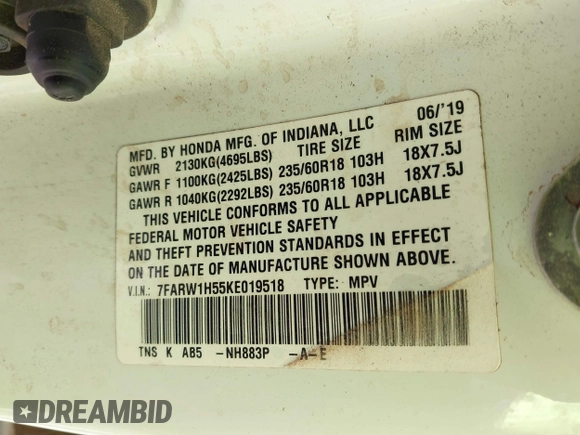 MFD. BY HONDA MFG. OF INDIANA, LLC 06/'19
GVWR 2130KG(4695LBS) TIRE SIZE RIM SIZE
GAWR F 1100KG(2425LBS) 235/60R18 103H 18X7.5J
GAWR R 1040KG(2292LBS) 235/60R18 103H 18X7.5J
THIS VEHICLE CONFORMS TO ALL APPLICABLE
FEDERAL MOTOR VEHICLE SAFETY
AND THEFT PREVENTION STANDARDS IN EFFECT
ON THE DATE OF MANUFACTURE SHOWN ABOVE.
V.I.N.: 7FARW1H55KE019518 TYPE: MPV
TNS K AB5 -NH883P -A-E
DREAMBID